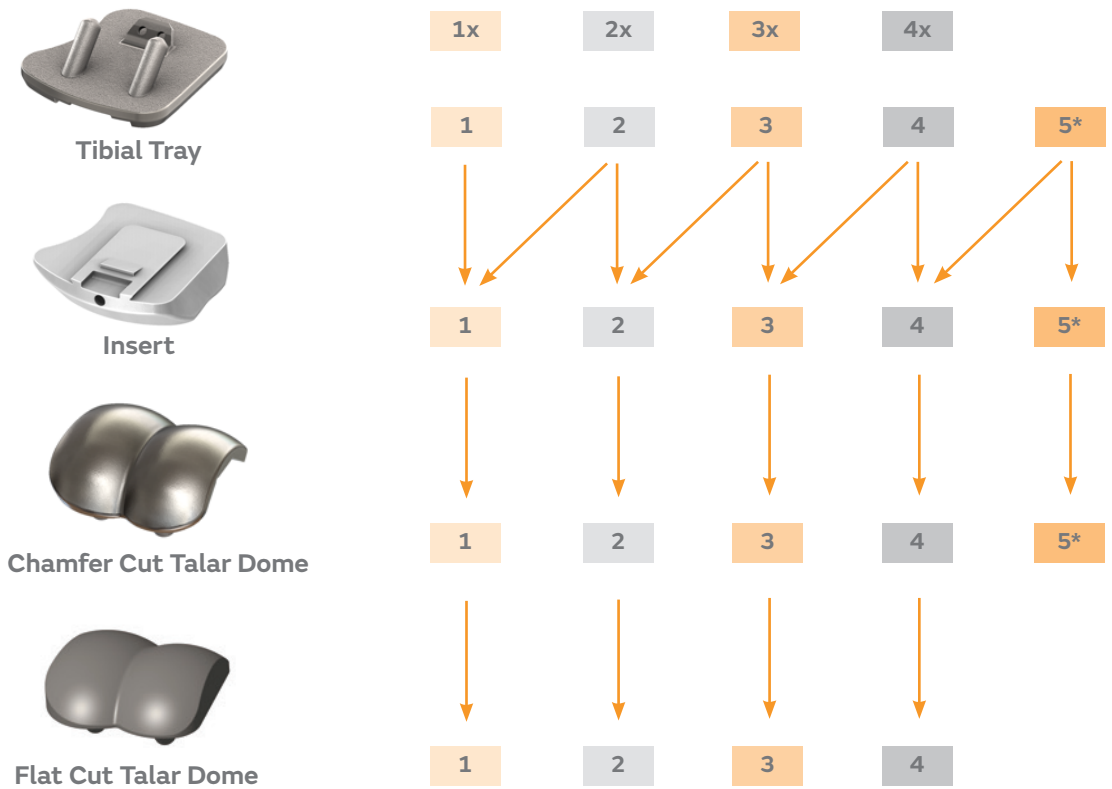 1x 2x 3x 4x
1 2 3 4 5*
Tibial Tray
1 2 3 4 5*
Insert
1 2 3 4 5*
Chamfer Cut Talar Dome
1 2 3 4
Flat Cut Talar Dome